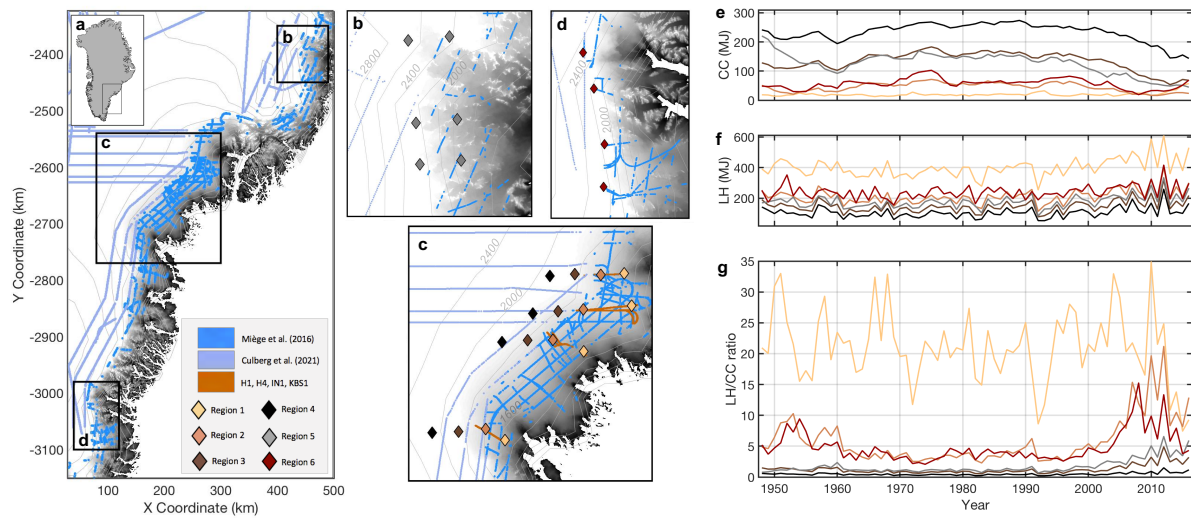 a
b
c
d
-2400
-2500
-2600
-2700
-2800
-2900
-3000
-3100
Y Coordinate (km)
100
200
300
400
500
X Coordinate (km)
Miège et al. (2016)
Culberg et al. (2021)
H1, H4, IN1, KBS1
Region 1
Region 4
Region 2
Region 5
Region 3
Region 6
b
2800
2400
d
2400
2000
c
2400
2000
1600
e
300
200
100
0
CC (MJ)
f
600
400
200
LH (MJ)
g
35
30
25
20
15
10
5
0
LH/CC ratio
1950
1960
1970
1980
1990
2000
2010
Year